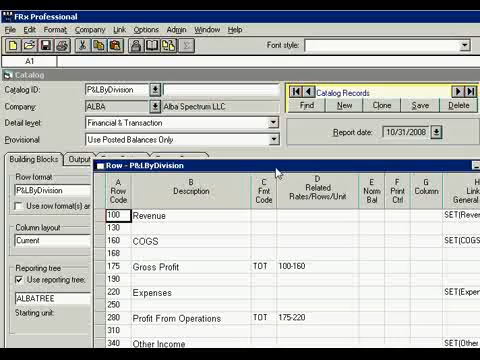 FRx Professional
File Edit Format Company Link Options Admin Window Help
Font style:
A1
Catalog
Catalog ID: P&LByDivision
Catalog Records
Company: ALBA Alba Spectrum LLC
Find New Clone Save Delete
Detail level: Financial & Transaction
Provisional Use Posted Balances Only
Report date: 10/31/2008
Building Blocks Output
Row - P&LByDivision
Row format
P&LByDivision
Use row format(s)
Column layout
Current
Reporting tree
Use reporting tree:
ALBATREE
Starting unit:
A B C D E F G H
Row Code Description Fmt Code Related Rates/Rows/Unit Norm Bal Print Ctrl Column Link General
100 Revenue SET(Reven
130
160 COGS SET(COGS
168
175 Gross Profit TOT 100-160
190
220 Expenses SET(Expen
250
280 Profit From Operations TOT 175-220
310
340 Other Income SET(Other